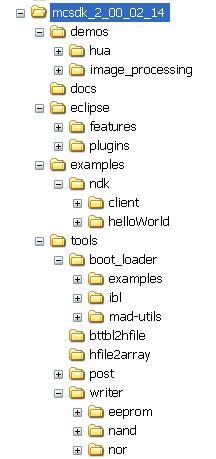 mcsdk_2_00_02_14
demos
hua
image_processing
docs
eclipse
features
plugins
examples
ndk
client
helloWorld
tools
boot_loader
examples
ibl
mad-utils
bttbl2hfile
hfile2array
post
writer
eeprom
nand
nor